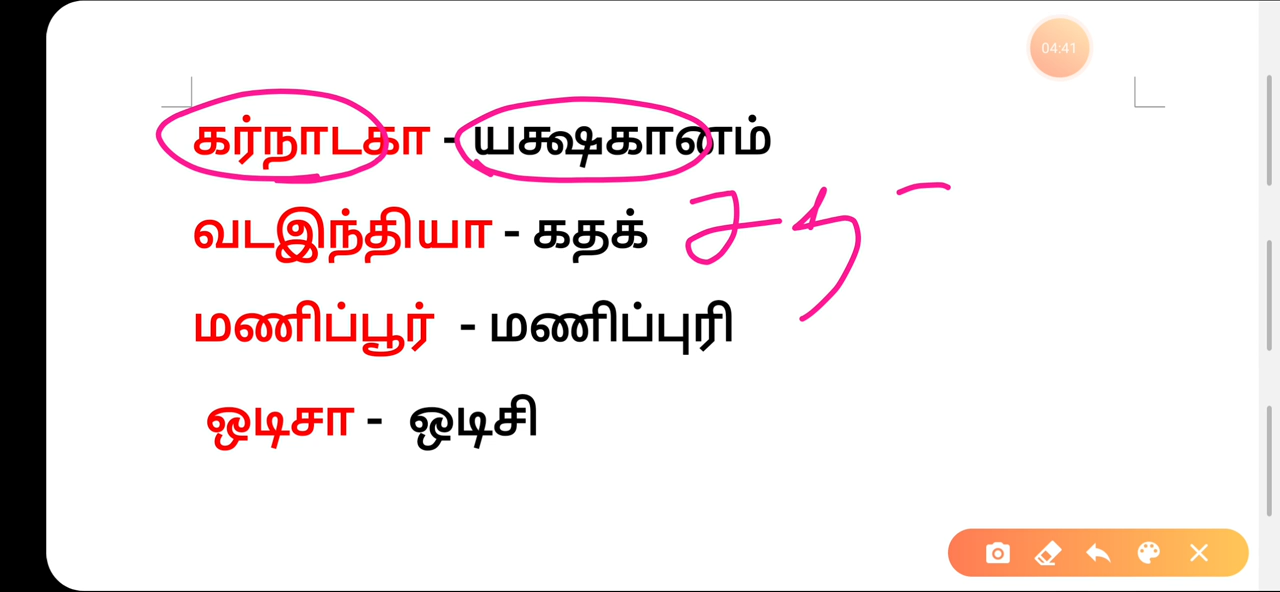 04:41
கர்நாடகா - யக்ஷகானம்
வடஇந்தியா - கதக்
மணிப்பூர் - மணிப்புரி
ஒடிசா - ஒடிசி